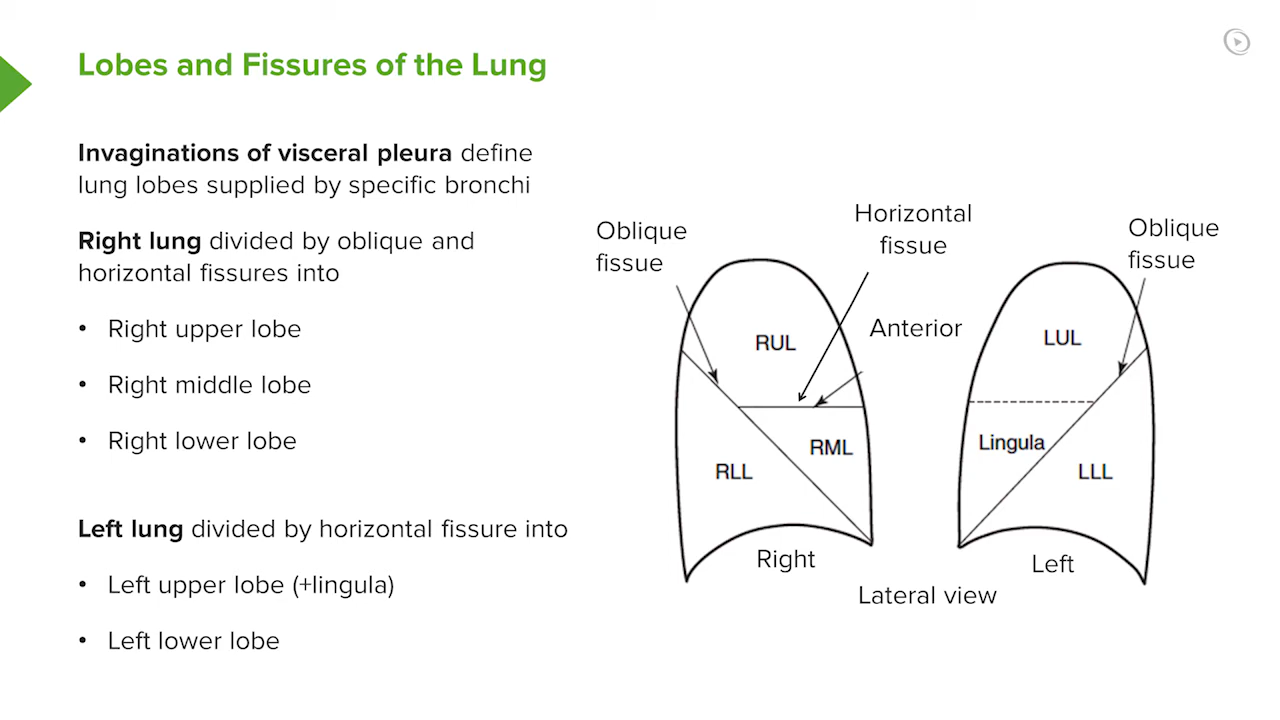 Lobes and Fissures of the Lung
Invaginations of visceral pleura define
lung lobes supplied by specific bronchi
Right lung divided by oblique and
horizontal fissures into
• Right upper lobe
• Right middle lobe
• Right lower lobe
Left lung divided by horizontal fissure into
• Left upper lobe (+lingula)
• Left lower lobe
Oblique
fissue
Horizontal
fissue
Oblique
fissue
Anterior
RUL
RML
RLL
Right
LUL
Lingula
LLL
Left
Lateral view